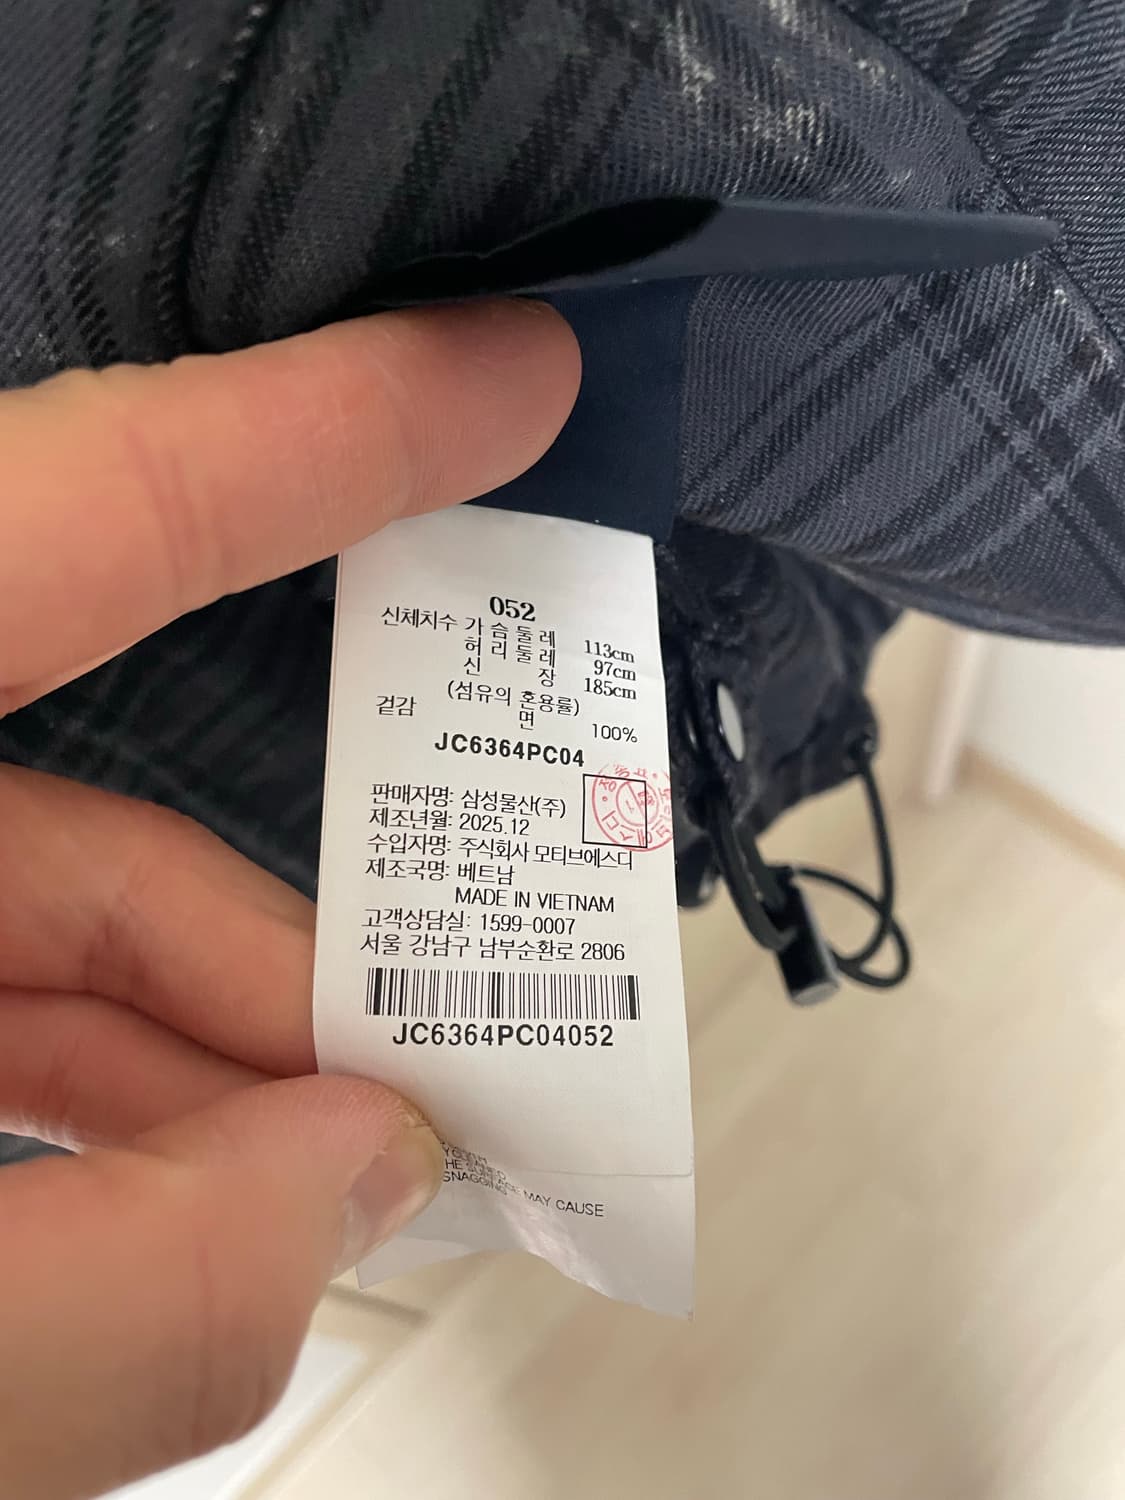 052
신체치수 가슴둘레 113cm
허리둘레 97cm
신장 185cm
(섬유의 혼용률)
겉감 면 100%
JC6364PC04
판매자명: 삼성물산(주)
제조년월: 2025.12
수입자명: 주식회사 모티브에스디
제조국명: 베트남
MADE IN VIETNAM
고객상담실: 1599-0007
서울 강남구 남부순환로 2806
JC6364PC04052
MAY CAUSE
SNAGGING